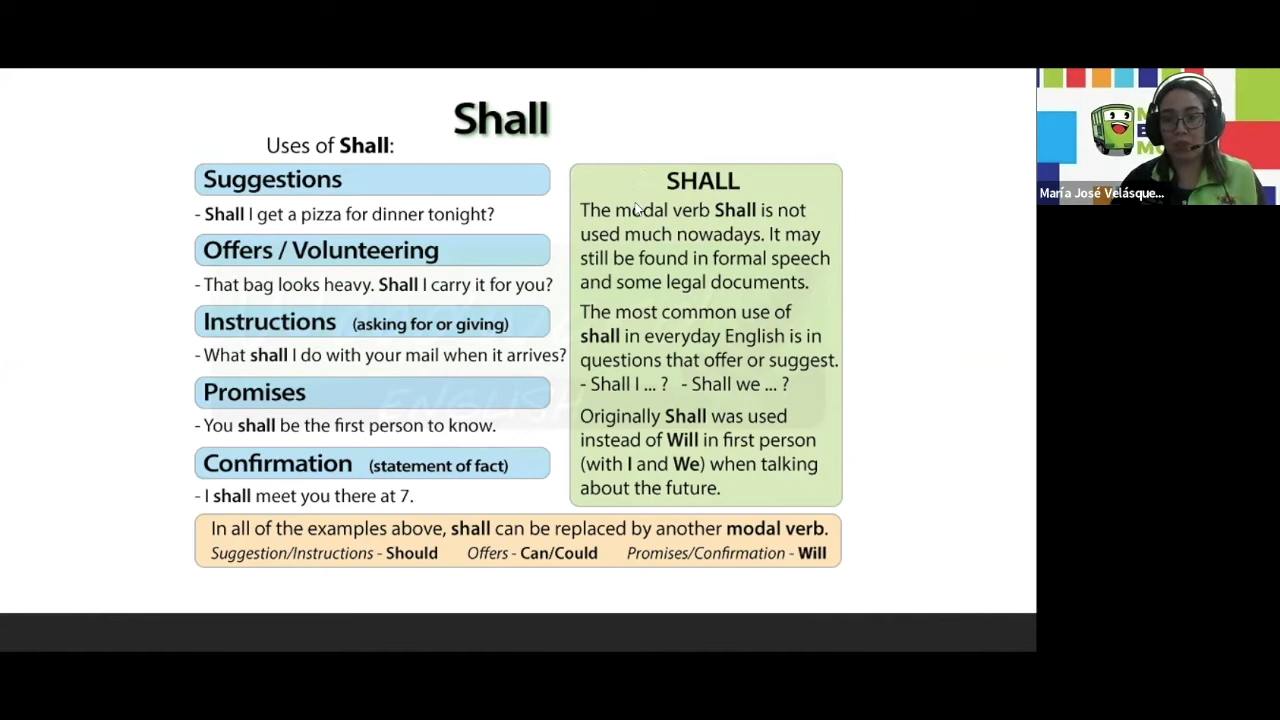 Shall
Uses of Shall:
Suggestions
- Shall I get a pizza for dinner tonight?
Offers / Volunteering
- That bag looks heavy. Shall I carry it for you?
Instructions (asking for or giving)
- What shall I do with your mail when it arrives?
Promises
- You shall be the first person to know.
Confirmation (statement of fact)
- I shall meet you there at 7.
SHALL
The modal verb Shall is not
used much nowadays. It may
still be found in formal speech
and some legal documents.
The most common use of
shall in everyday English is in
questions that offer or suggest.
- Shall I ... ? - Shall we ... ?
Originally Shall was used
instead of Will in first person
(with I and We) when talking
about the future.
In all of the examples above, shall can be replaced by another modal verb.
Suggestion/Instructions - Should Offers - Can/Could Promises/Confirmation - Will
ENGLISH
María José Velásque...